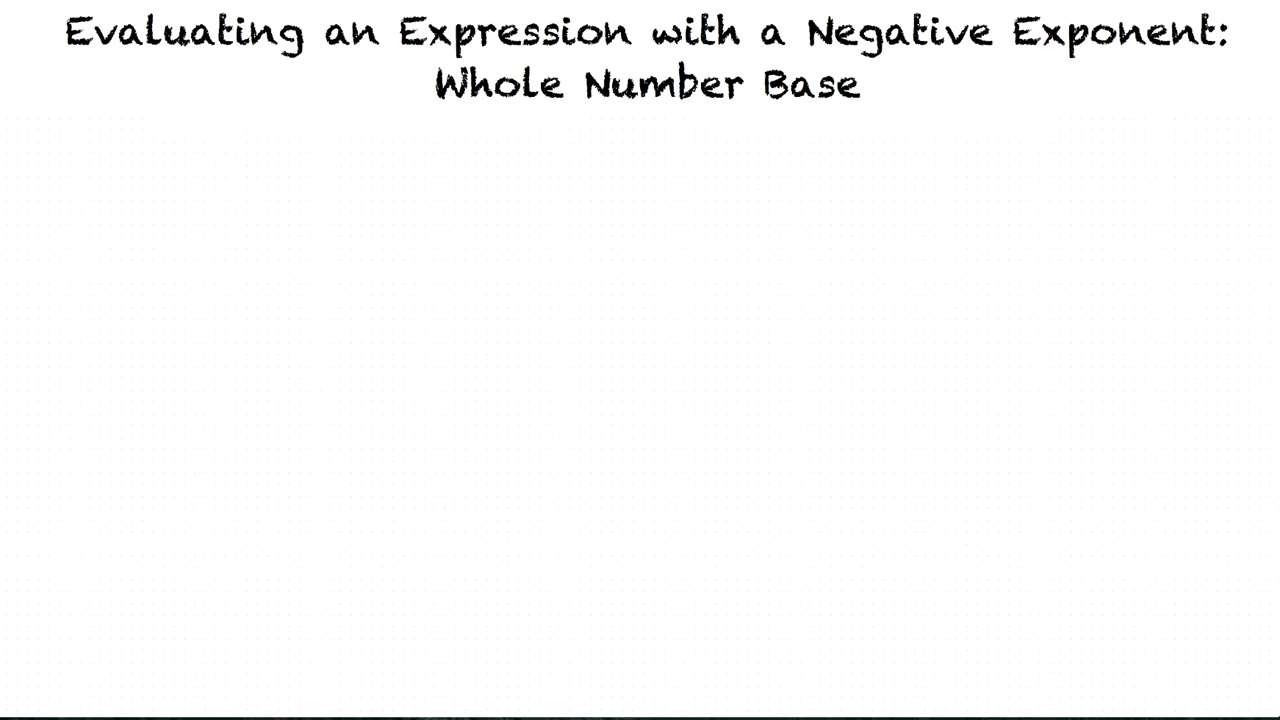 Evaluating an Expression with a Negative Exponent:
Whole Number Base